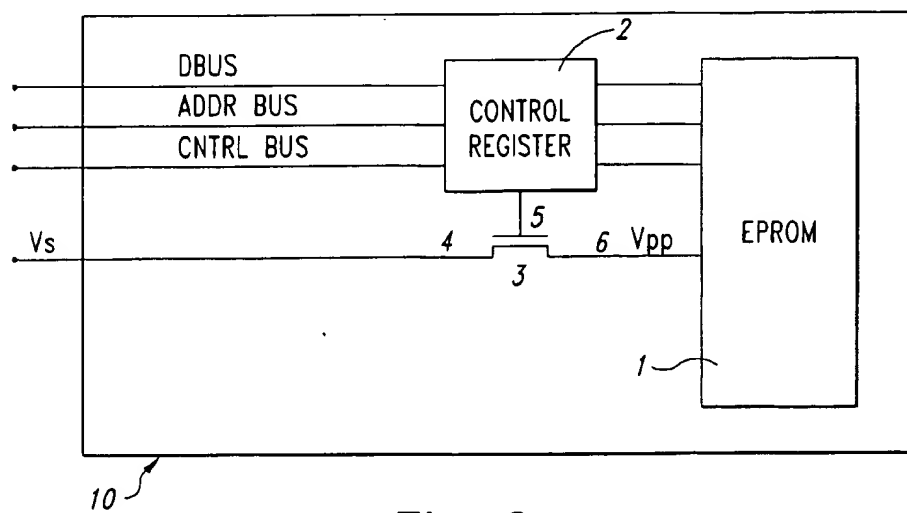 2
DBUS
ADDR BUS
CNTRL BUS
CONTROL
REGISTER
EPROM
Vs
4
5
3
6
Vpp
1
10